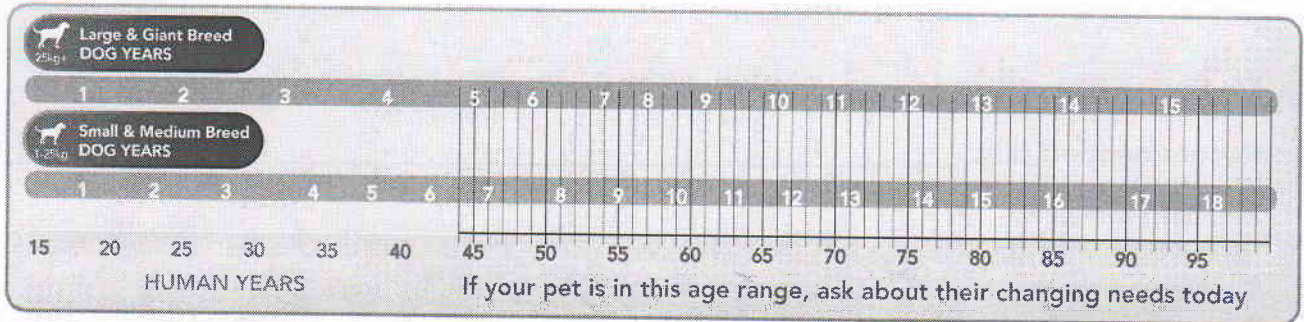 Large & Giant Breed
25kg+ DOG YEARS
1 2 3 4 5 6 7 8 9 10 11 12 13 14 15
Small & Medium Breed
1-25kg DOG YEARS
1 2 3 4 5 6 7 8 9 10 11 12 13 14 15 16 17 18
15 20 25 30 35 40 45 50 55 60 65 70 75 80 85 90 95
HUMAN YEARS If your pet is in this age range, ask about their changing needs today